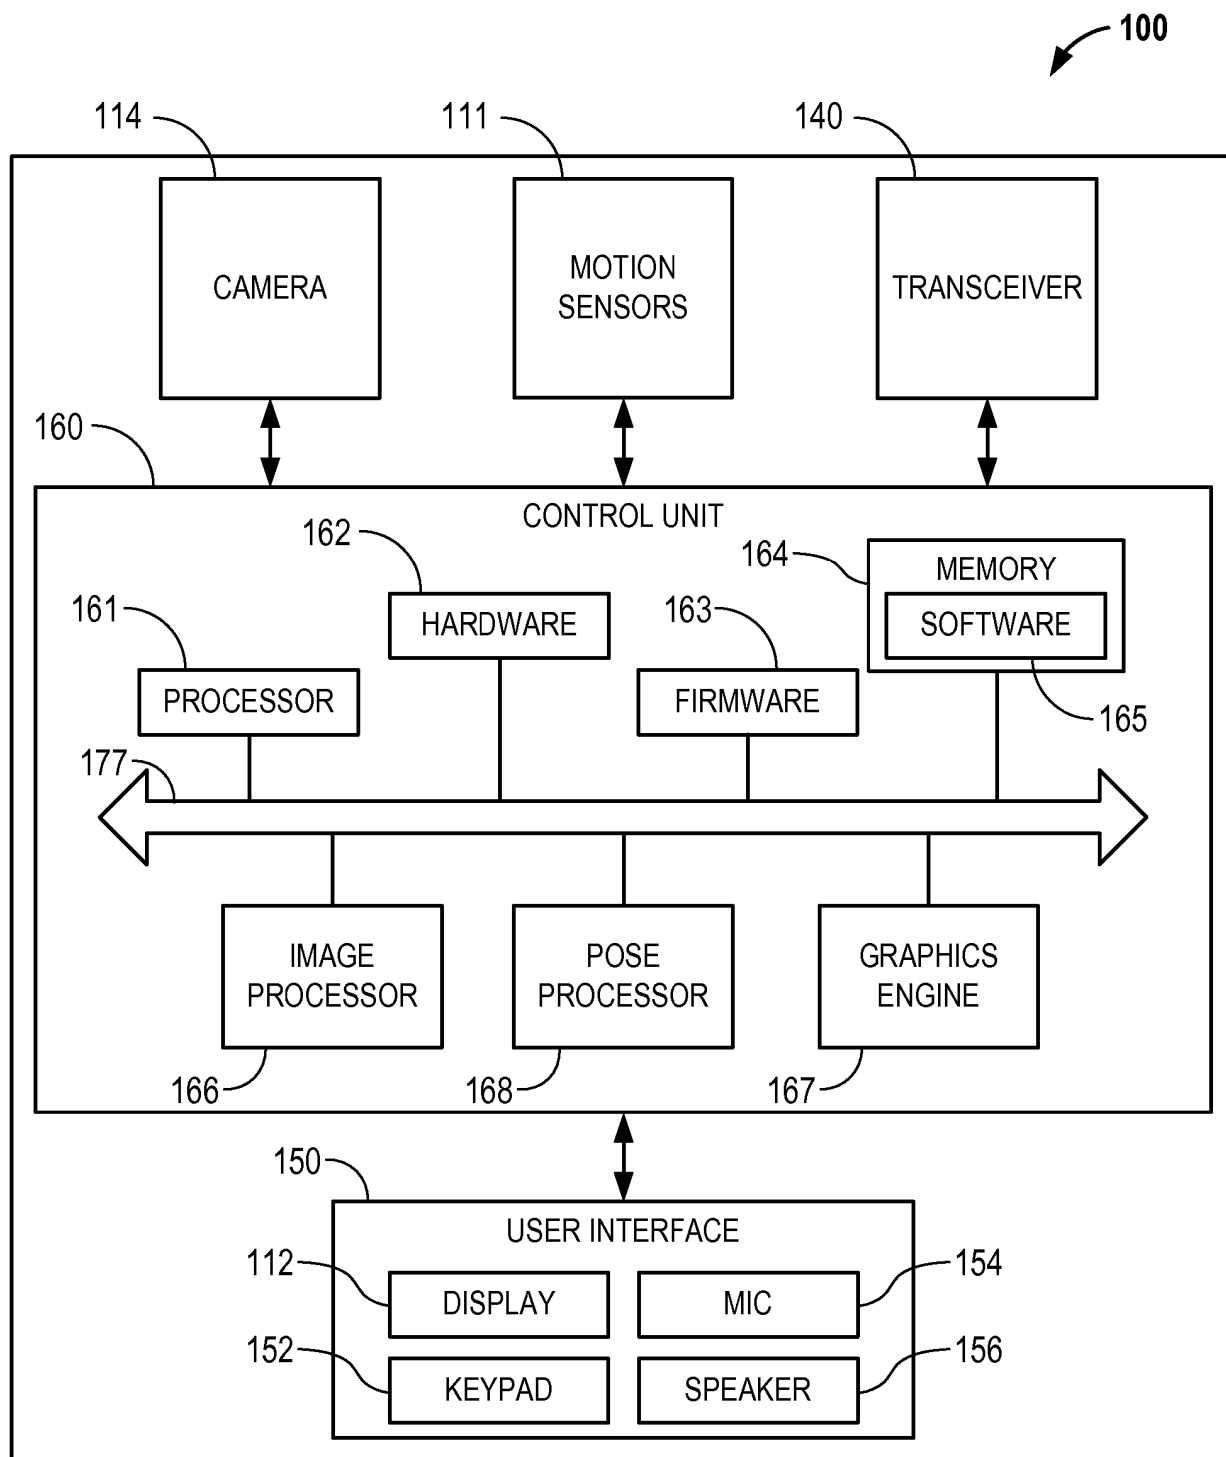 100
114
111
140
CAMERA
MOTION
SENSORS
TRANSCEIVER
160
CONTROL UNIT
162
164
MEMORY
161
HARDWARE
163
SOFTWARE
PROCESSOR
FIRMWARE
165
177
IMAGE
PROCESSOR
POSE
PROCESSOR
GRAPHICS
ENGINE
166
168
167
150
USER INTERFACE
112
DISPLAY
MIC
154
152
KEYPAD
SPEAKER
156